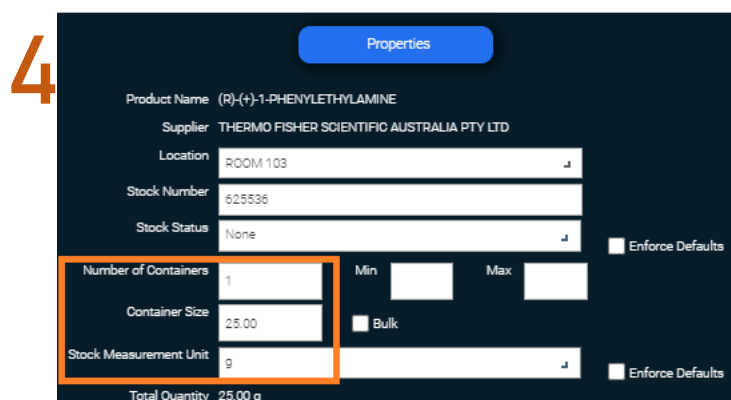 4
Properties
Product Name (R)-(+)-1-PHENYLETHYLAMINE
Supplier THERMO FISHER SCIENTIFIC AUSTRALIA PTY LTD
Location ROOM 103
Stock Number 625536
Stock Status None Enforce Defaults
Number of Containers 1 Min Max
Container Size 25.00 Bulk
Stock Measurement Unit g Enforce Defaults
Total Quantity 25.00 g